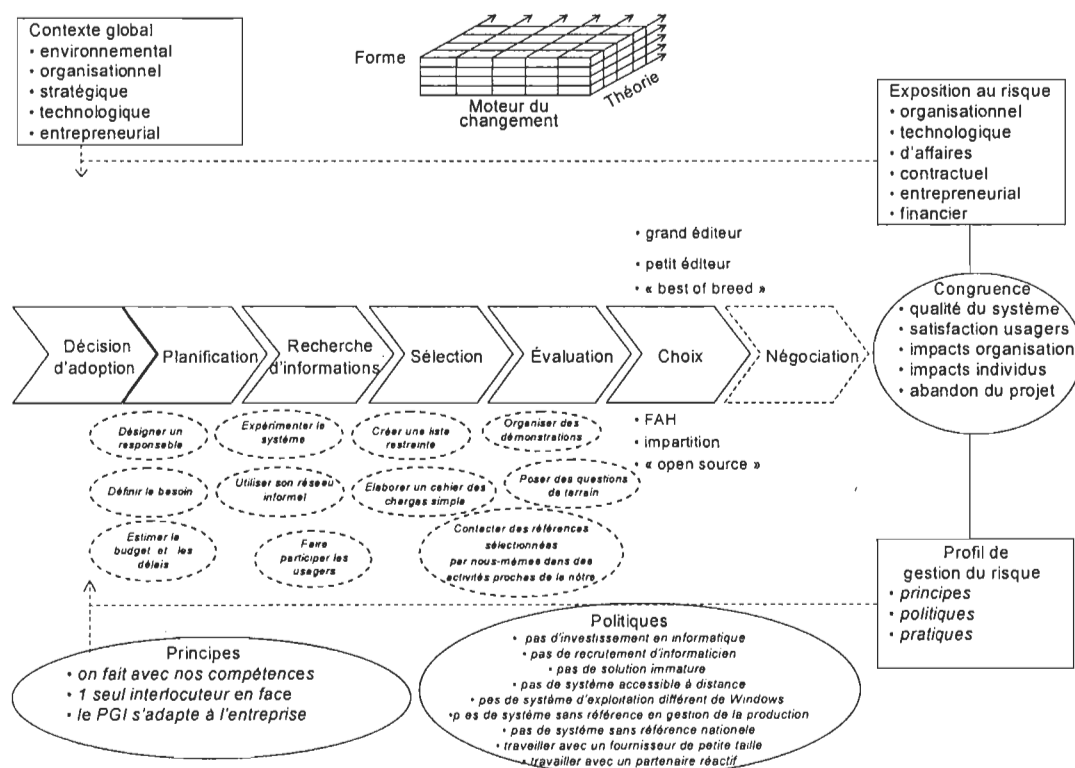 Contexte global
• environnemental
• organisationnel
• stratégique
• technologique
• entrepreneurial
Forme
Moteur du
changement
Théorie
Exposition au risque
• organisationnel
• technologique
• d'affaires
• contractuel
• entrepreneurial
• financier
• grand éditeur
• petit éditeur
• « best of breed »
Décision
d'adoption
Planification
Recherche
d'informations
Sélection
Évaluation
Choix
Négociation
Congruence
• qualité du système
• satisfaction usagers
• impacts organisation
• impacts individus
• abandon du projet
• FAH
• impartition
• « open source »
Désigner un
responsable
Expérimenter le
système
Créer une liste
restreinte
Organiser des
démonstrations
Définir le besoin
Utiliser son réseau
informel
Elaborer un cahier des
charges simple
Poser des questions
de terrain
Estimer le
budget et les
délais
Faire
participer les
usagers
Contacter des références
sélectionnées
par nous-mêmes dans des
activités proches de la nôtre
Profil de
gestion du risque
• principes
• politiques
• pratiques
Principes
• on fait avec nos compétences
• 1 seul interlocuteur en face
• le PGI s'adapte à l'entreprise
Politiques
• pas d'investissement en informatique
• pas de recrutement d'informaticien
• pas de solution immature
• pas de système accessible à distance
• pas de système d'exploitation différent de Windows
• pas de système sans référence en gestion de la production
• pas de système sans référence nationale
• travailler avec un fournisseur de petite taille
• travailler avec un partenaire réactif